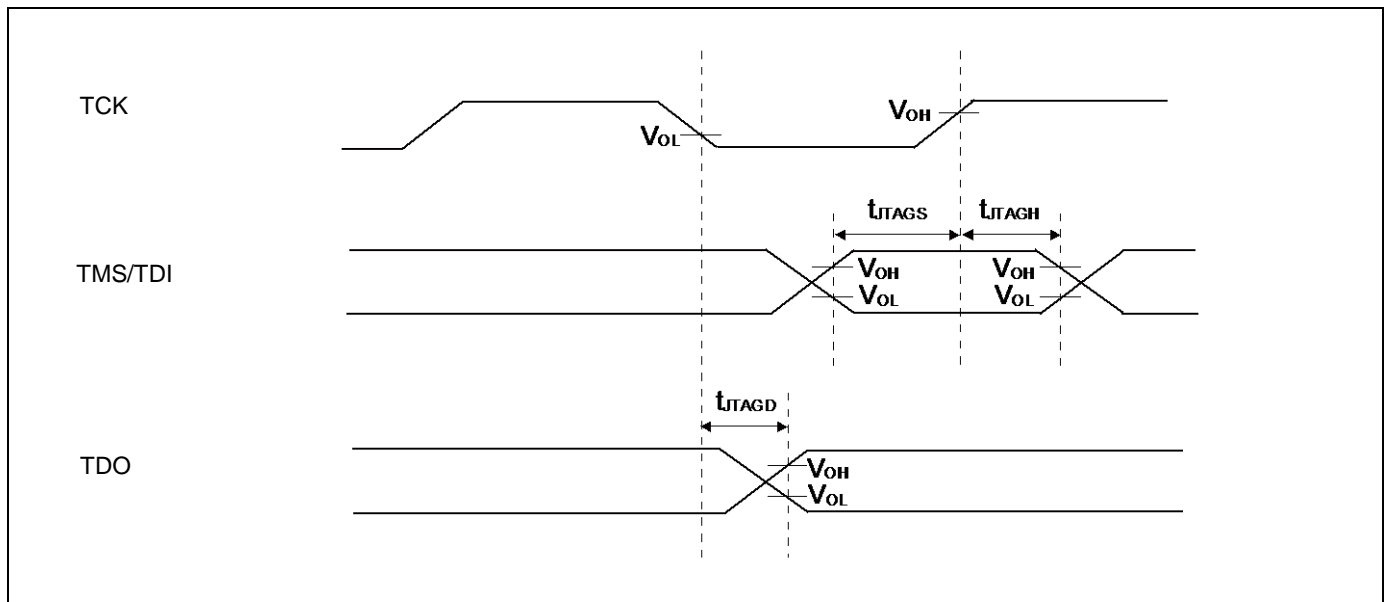 TCK
VOL
VOH
tJTAGS
tJTAGH
TMS/TDI
VOH
VOH
VOL
VOL
tJTAGD
TDO
VOH
VOL